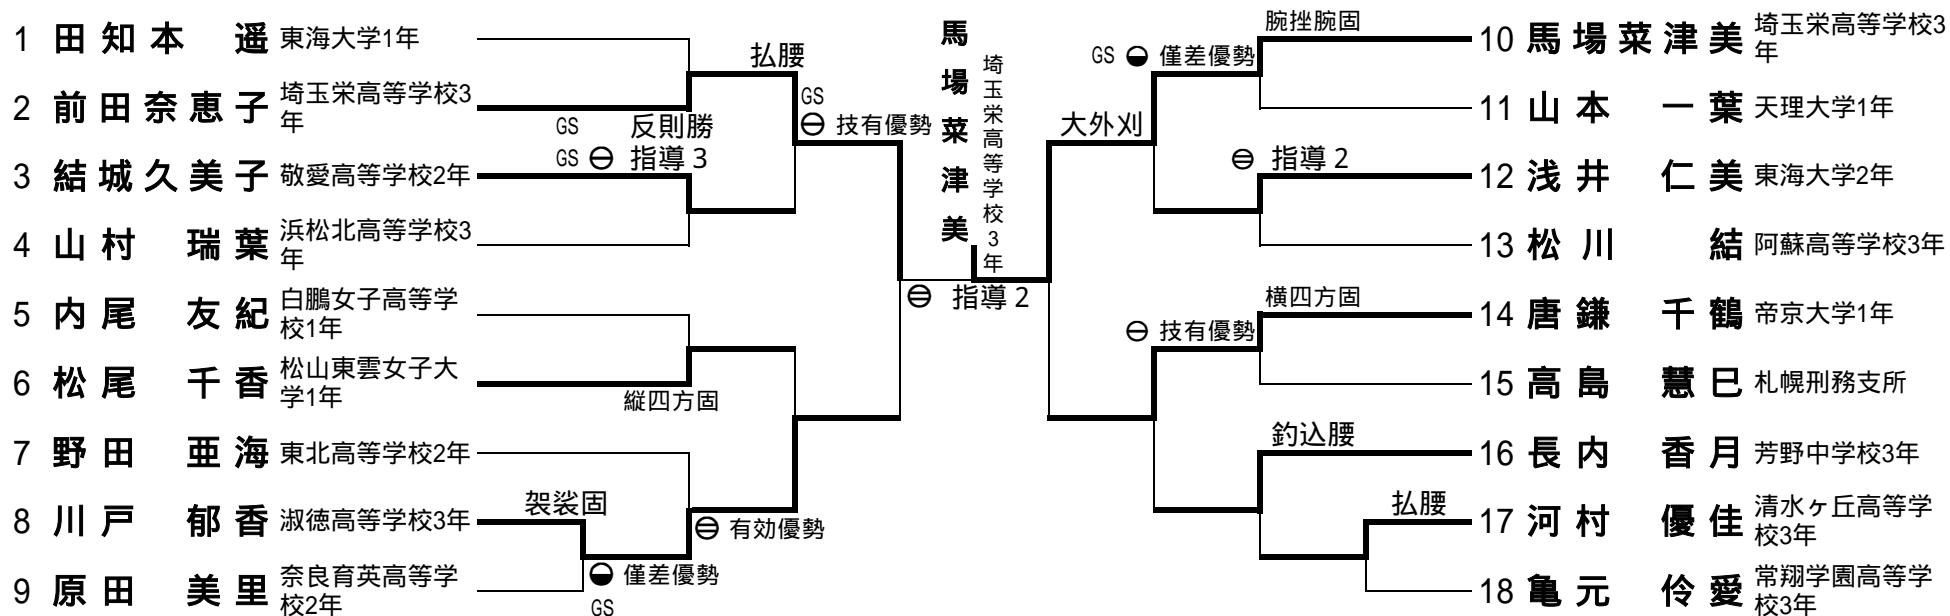 1 田知本 遥 東海大学1年
払腰
2 前田奈恵子 埼玉栄高等学校3
年
GS
⊖ 技有優勢
GS 反則勝
GS ⊖ 指導3
3 結城久美子 敬愛高等学校2年
4 山村 瑞葉 浜松北高等学校3
年
5 内尾 友紀 白鵬女子高等学
校1年
6 松尾 千香 松山東雲女子大
学1年
縦四方固
7 野田 亜海 東北高等学校2年
袈裟固
8 川戸 郁香 淑徳高等学校3年
⊖ 有効優勢
9 原田 美里 奈良育英高等学
校2年
◒ 僅差優勢
GS
馬場菜津美
埼玉栄高等学校3年
⊖ 指導2
腕挫腕固
10 馬場菜津美 埼玉栄高等学校3
年
GS ◒ 僅差優勢
11 山本 一葉 天理大学1年
大外刈
⊖ 指導2
12 浅井 仁美 東海大学2年
13 松川 結 阿蘇高等学校3年
横四方固
14 唐鎌 千鶴 帝京大学1年
⊖ 技有優勢
15 高島 慧巳 札幌刑務支所
釣込腰
16 長内 香月 芳野中学校3年
払腰
17 河村 優佳 清水ヶ丘高等学
校3年
18 亀元 伶愛 常翔学園高等学
校3年